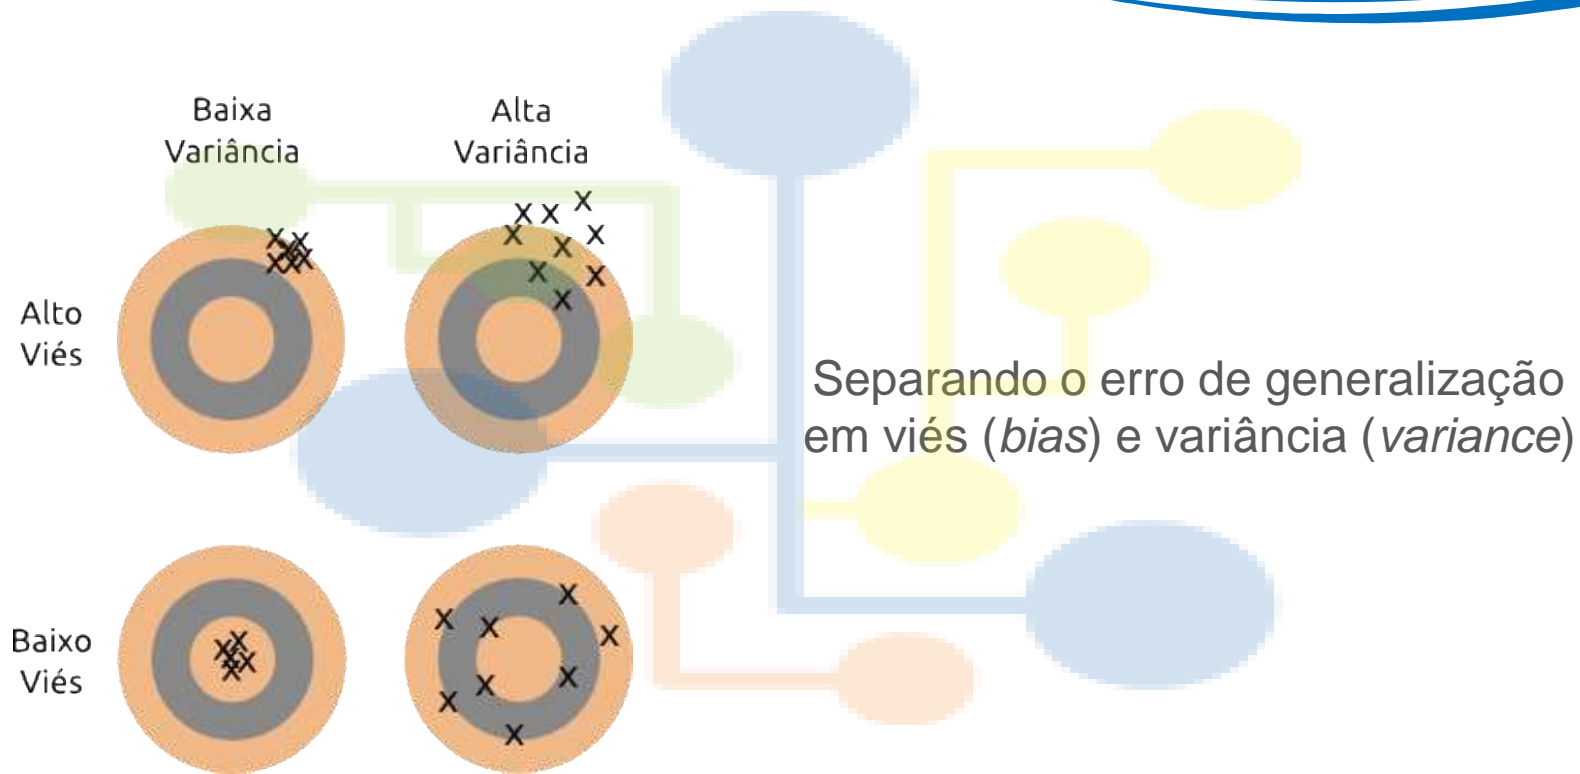 Baixa
Variância
Alta
Variância
Alto
Viés
Separando o erro de generalização
em viés (bias) e variância (variance)
Baixo
Viés